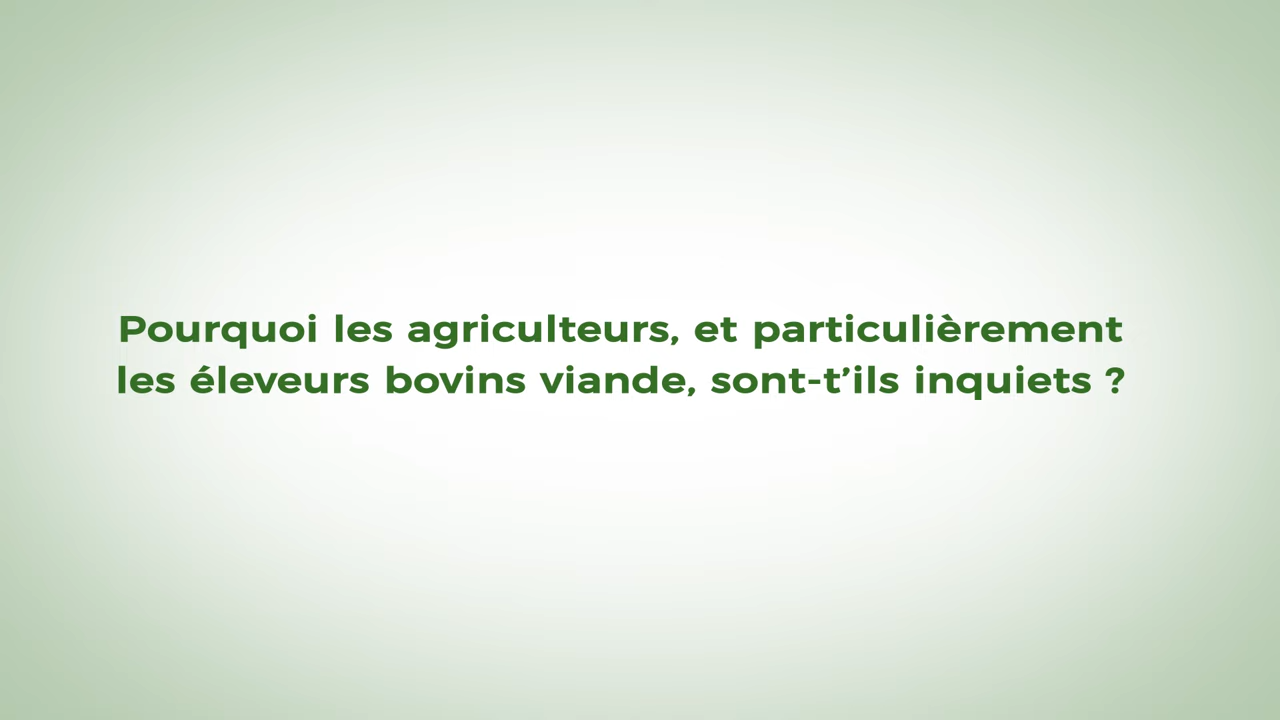 Pourquoi les agriculteurs, et particulièrement
les éleveurs bovins viande, sont-t’ils inquiets ?